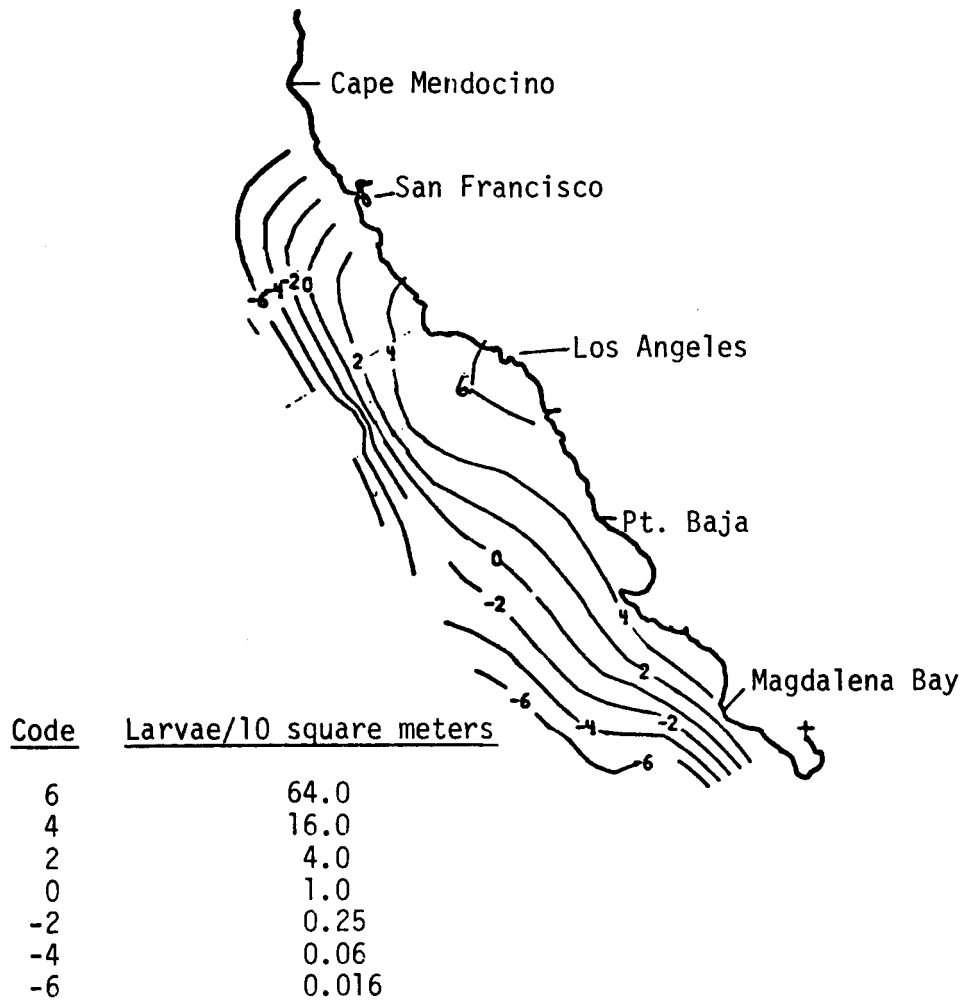 Cape Mendocino
San Francisco
-6 -4 -2 0
Los Angeles
2 4
6
Pt. Baja
0
-2
4
2
Magdalena Bay
-6
-2
-4
-6
Code Larvae/10 square meters
6 64.0
4 16.0
2 4.0
0 1.0
-2 0.25
-4 0.06
-6 0.016